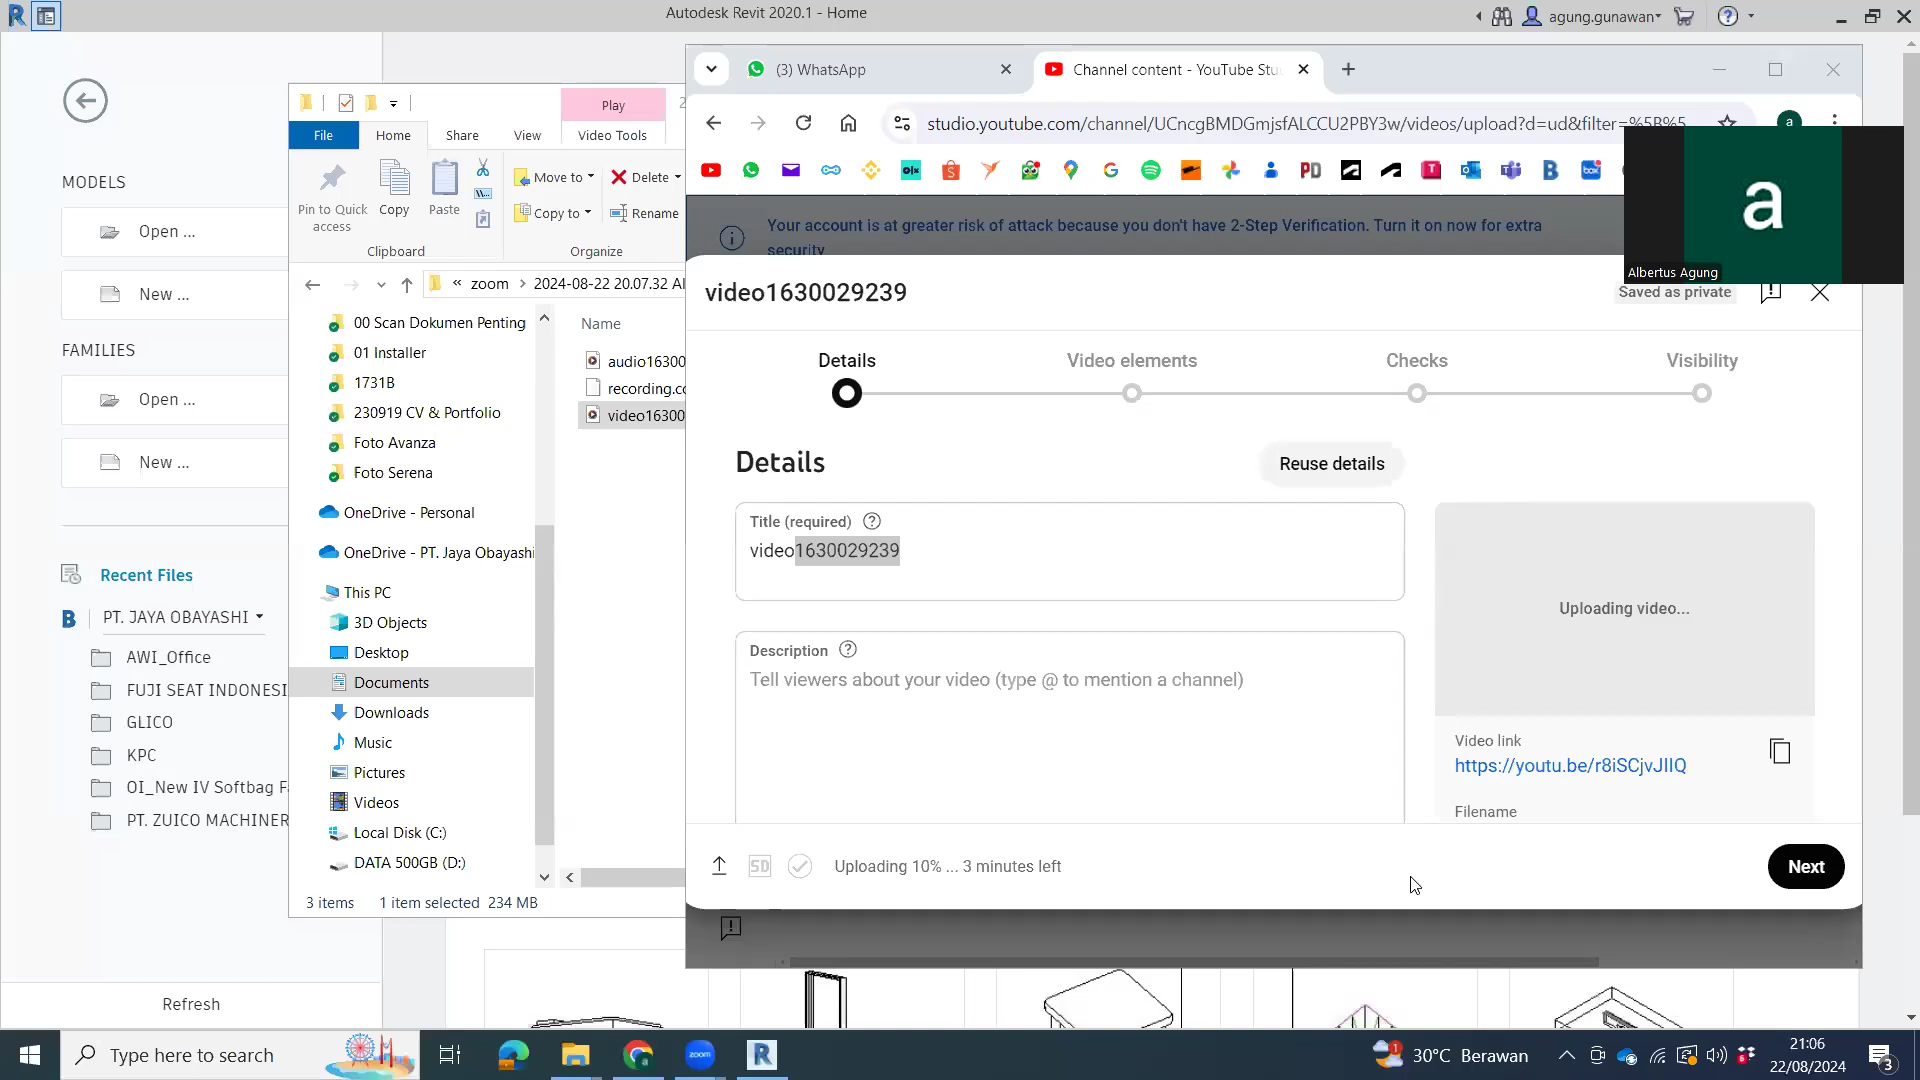 Autodesk Revit 2020.1 - Home
agung.gunawan
MODELS
Open ...
New ...
FAMILIES
Open ...
New ...
Recent Files
PT. JAYA OBAYASHI
AWI_Office
FUJI SEAT INDONESI
GLICO
KPC
OI_New IV Softbag F
PT. ZUICO MACHINER
Refresh
Play
File
Home
Share
View
Video Tools
Pin to Quick access
Copy
Paste
Move to
Copy to
Delete
Rename
Clipboard
Organize
« zoom > 2024-08-22 20.07.32 Al
00 Scan Dokumen Penting
01 Installer
1731B
230919 CV & Portfolio
Foto Avanza
Foto Serena
OneDrive - Personal
OneDrive - PT. Jaya Obayashi
This PC
3D Objects
Desktop
Documents
Downloads
Music
Pictures
Videos
Local Disk (C:)
DATA 500GB (D:)
Name
audio16300
recording.co
video16300
3 items 1 item selected 234 MB
(3) WhatsApp
Channel content - YouTube Stu
studio.youtube.com/channel/UCncgBMDGmjsfALCCU2PBY3w/videos/upload?d=ud&filter=%5B%5
a
olx
PD
T
B
box
Your account is at greater risk of attack because you don't have 2-Step Verification. Turn it on now for extra
security
a
Albertus Agung
video1630029239
Saved as private
Details
Video elements
Checks
Visibility
Details
Reuse details
Title (required)
video1630029239
Description
Tell viewers about your video (type @ to mention a channel)
Uploading video...
Video link
https://youtu.be/r8iSCjvJIIQ
Filename
SD
Uploading 10% ... 3 minutes left
Next
Type here to search
zoom
R
30°C Berawan
21:06
22/08/2024
3